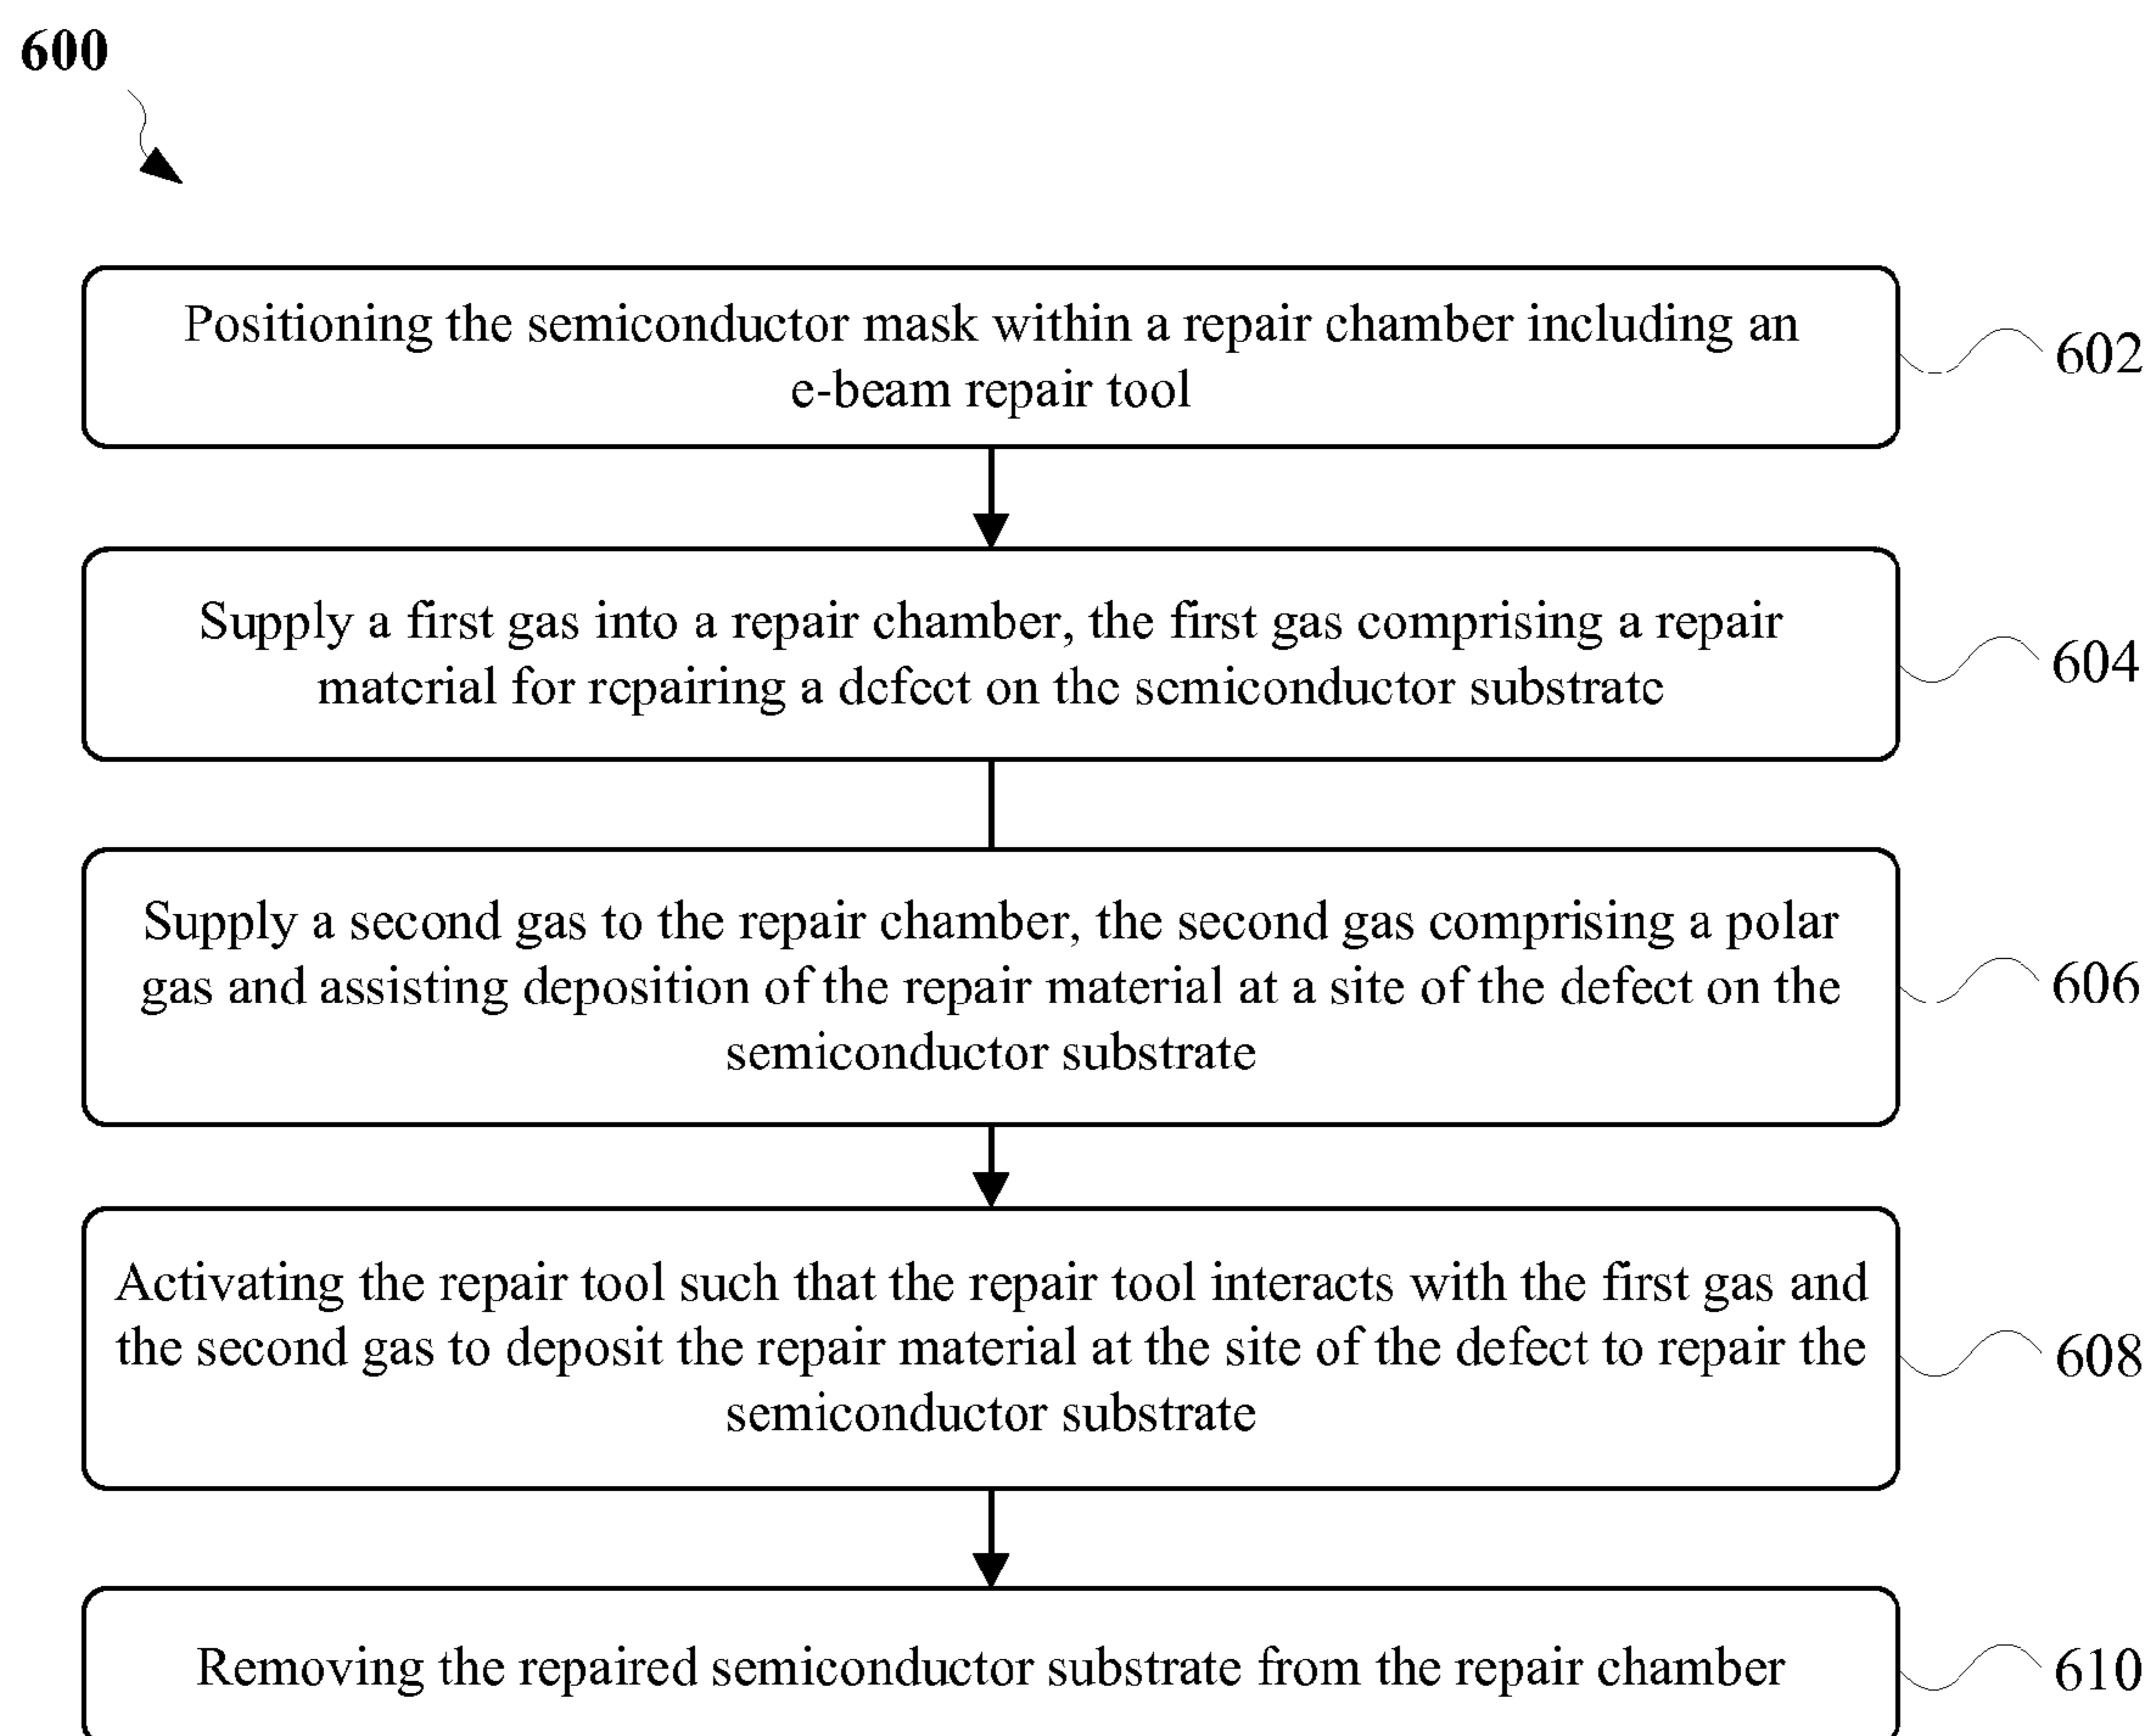 600
Positioning the semiconductor mask within a repair chamber including an
e-beam repair tool
602
Supply a first gas into a repair chamber, the first gas comprising a repair
material for repairing a defect on the semiconductor substrate
604
Supply a second gas to the repair chamber, the second gas comprising a polar
gas and assisting deposition of the repair material at a site of the defect on the
semiconductor substrate
606
Activating the repair tool such that the repair tool interacts with the first gas and
the second gas to deposit the repair material at the site of the defect to repair the
semiconductor substrate
608
Removing the repaired semiconductor substrate from the repair chamber
610